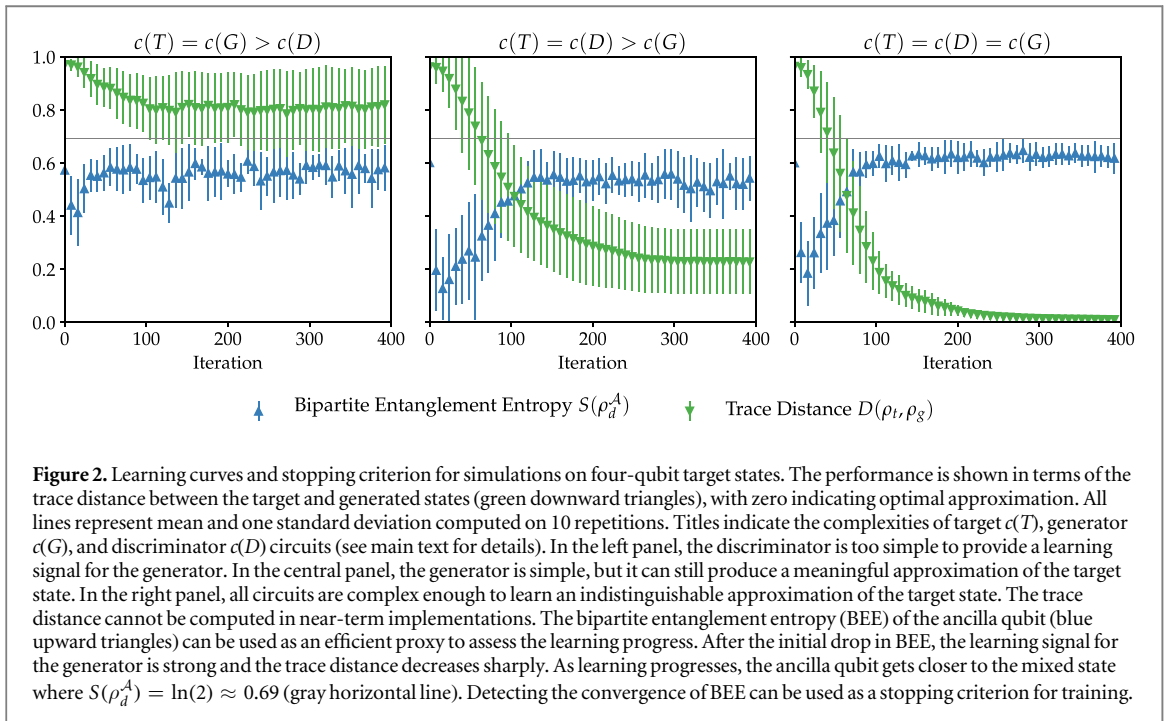 c(T) = c(G) > c(D)
c(T) = c(D) > c(G)
c(T) = c(D) = c(G)
1.0
0.8
0.6
0.4
0.2
0.0
0 100 200 300 400
0 100 200 300 400
0 100 200 300 400
Iteration
Iteration
Iteration
Bipartite Entanglement Entropy S(ρ_d^𝒜)
Trace Distance D(ρ_t, ρ_g)
Figure 2. Learning curves and stopping criterion for simulations on four-qubit target states. The performance is shown in terms of the
trace distance between the target and generated states (green downward triangles), with zero indicating optimal approximation. All
lines represent mean and one standard deviation computed on 10 repetitions. Titles indicate the complexities of target c(T), generator
c(G), and discriminator c(D) circuits (see main text for details). In the left panel, the discriminator is too simple to provide a learning
signal for the generator. In the central panel, the generator is simple, but it can still produce a meaningful approximation of the target
state. In the right panel, all circuits are complex enough to learn an indistinguishable approximation of the target state. The trace
distance cannot be computed in near-term implementations. The bipartite entanglement entropy (BEE) of the ancilla qubit (blue
upward triangles) can be used as an efficient proxy to assess the learning progress. After the initial drop in BEE, the learning signal for
the generator is strong and the trace distance decreases sharply. As learning progresses, the ancilla qubit gets closer to the mixed state
where S(ρ_d^𝒜) = ln(2) ≈ 0.69 (gray horizontal line). Detecting the convergence of BEE can be used as a stopping criterion for training.